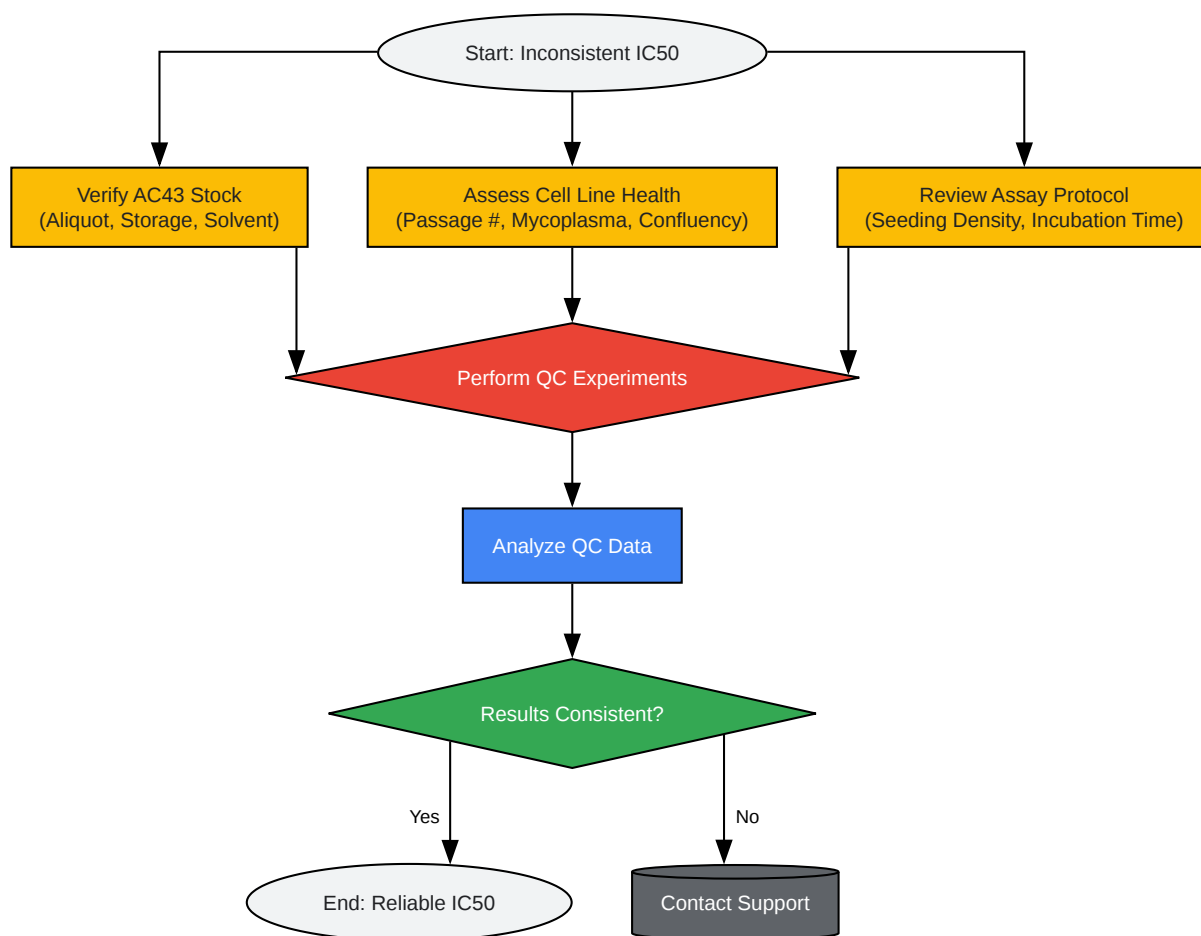 Start: Inconsistent IC50
Verify AC43 Stock
(Aliquot, Storage, Solvent)
Assess Cell Line Health
(Passage #, Mycoplasma, Confluency)
Review Assay Protocol
(Seeding Density, Incubation Time)
Perform QC Experiments
Analyze QC Data
Results Consistent?
Yes
No
End: Reliable IC50
Contact Support